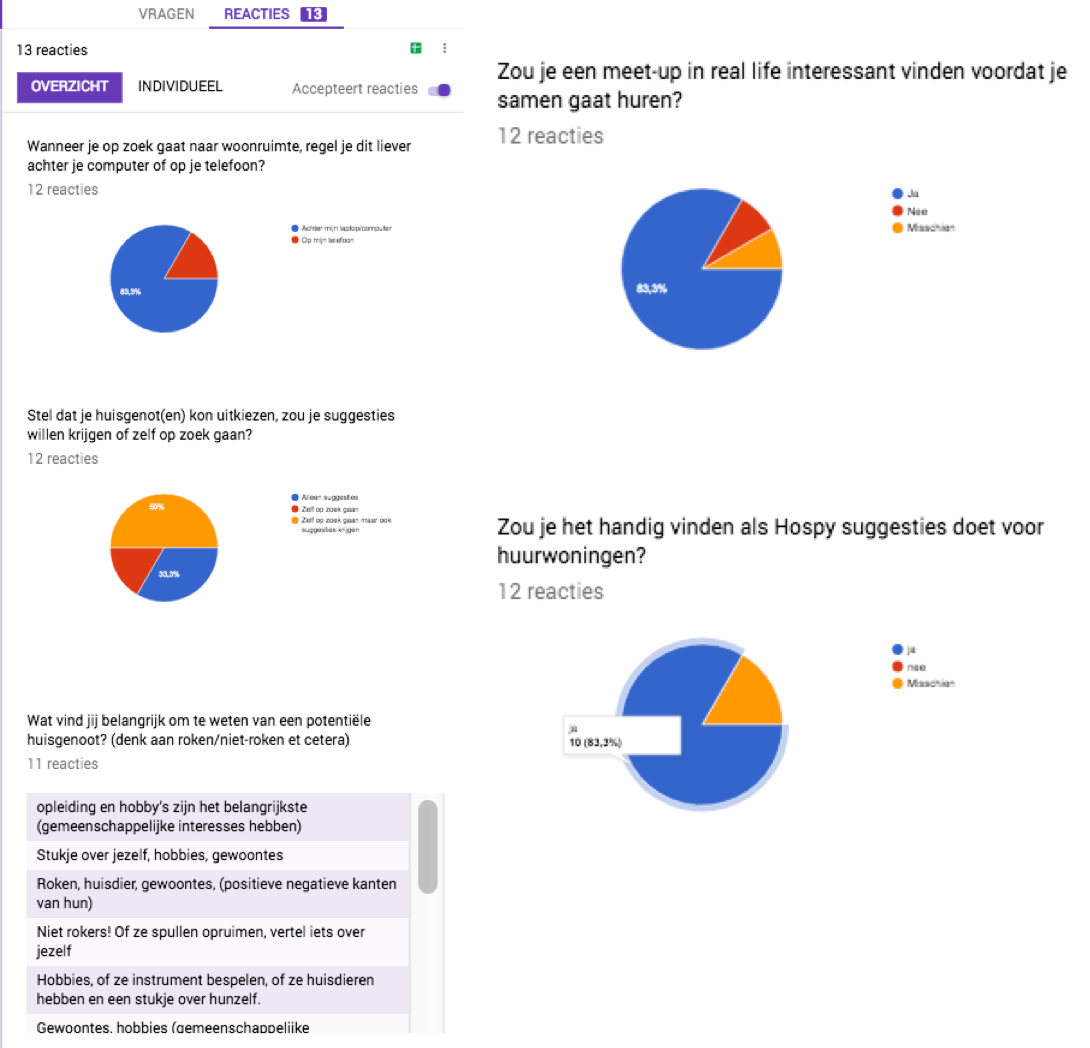 VRAGEN
REACTIES 13
13 reacties
OVERZICHT
INDIVIDUEEL
Accepteert reacties
Wanneer je op zoek gaat naar woonruimte, regel je dit liever
achter je computer of op je telefoon?
12 reacties
Achter mijn laptop/computer
Op mijn telefoon
83,3%
Stel dat je huisgenot(en) kon uitkiezen, zou je suggesties
willen krijgen of zelf op zoek gaan?
12 reacties
50%
33,3%
Alleen suggesties
Zelf op zoek gaan
Zelf op zoek gaan maar ook
suggesties krijgen
Wat vind jij belangrijk om te weten van een potentiële
huisgenoot? (denk aan roken/niet-roken et cetera)
11 reacties
opleiding en hobby's zijn het belangrijkste
(gemeenschappelijke interesses hebben)
Stukje over jezelf, hobbies, gewoontes
Roken, huisdier, gewoontes, (positieve negatieve kanten
van hun)
Niet rokers! Of ze spullen opruimen, vertel iets over
jezelf
Hobbies, of ze instrument bespelen, of ze huisdieren
hebben en een stukje over hunzelf.
Gewoontes, hobbies (gemeenschappelijke
Zou je een meet-up in real life interessant vinden voordat je
samen gaat huren?
12 reacties
83,3%
Ja
Nee
Misschien
Zou je het handig vinden als Hospy suggesties doet voor
huurwoningen?
12 reacties
ja
nee
Misschien
ja
10 (83,3%)